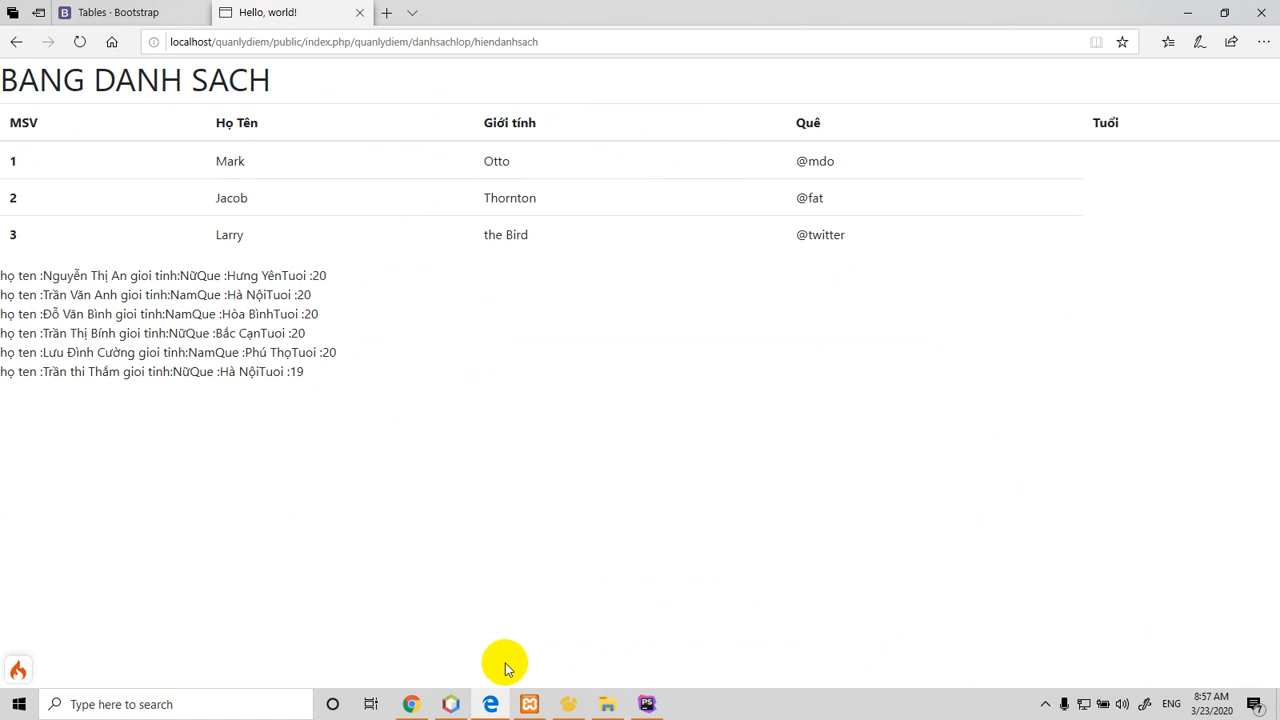 Tables · Bootstrap
Hello, world!
localhost/quanlydiem/public/index.php/quanlydiem/danhsachlop/hiendanhsach
BANG DANH SACH
MSV Họ Tên Giới tính Quê Tuổi
1 Mark Otto @mdo
2 Jacob Thornton @fat
3 Larry the Bird @twitter
họ ten :Nguyễn Thị An gioi tinh:NữQue :Hưng YênTuoi :20
họ ten :Trần Văn Anh gioi tinh:NamQue :Hà NộiTuoi :20
họ ten :Đỗ Văn Bình gioi tinh:NamQue :Hòa BìnhTuoi :20
họ ten :Trần Thị Bính gioi tinh:NữQue :Bắc CạnTuoi :20
họ ten :Lưu Đình Cường gioi tinh:NamQue :Phú ThọTuoi :20
họ ten :Trần thi Thắm gioi tinh:NữQue :Hà NộiTuoi :19
Type here to search
ENG
8:57 AM
3/23/2020